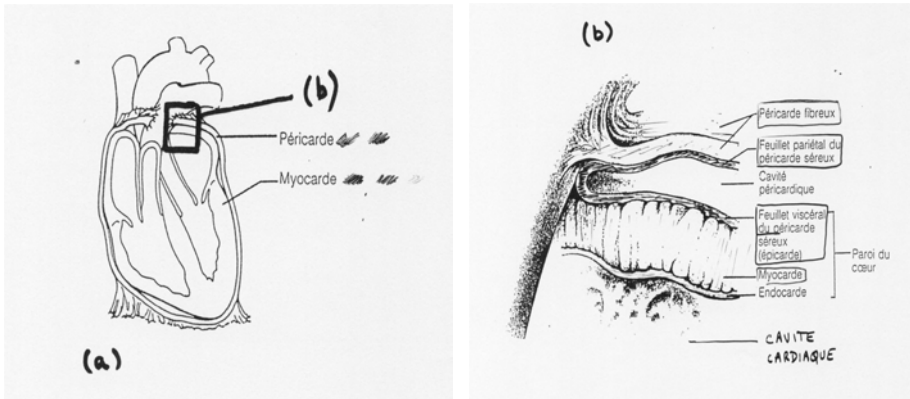 (b)
Péricarde
Myocarde
(a)
(b)
Péricarde fibreux
Feuillet pariétal du
péricarde séreux
Cavité
péricardique
Feuillet viscéral
du péricarde
séreux
(épicarde)
Paroi du
cœur
Myocarde
Endocarde
CAVITE
CARDIAQUE